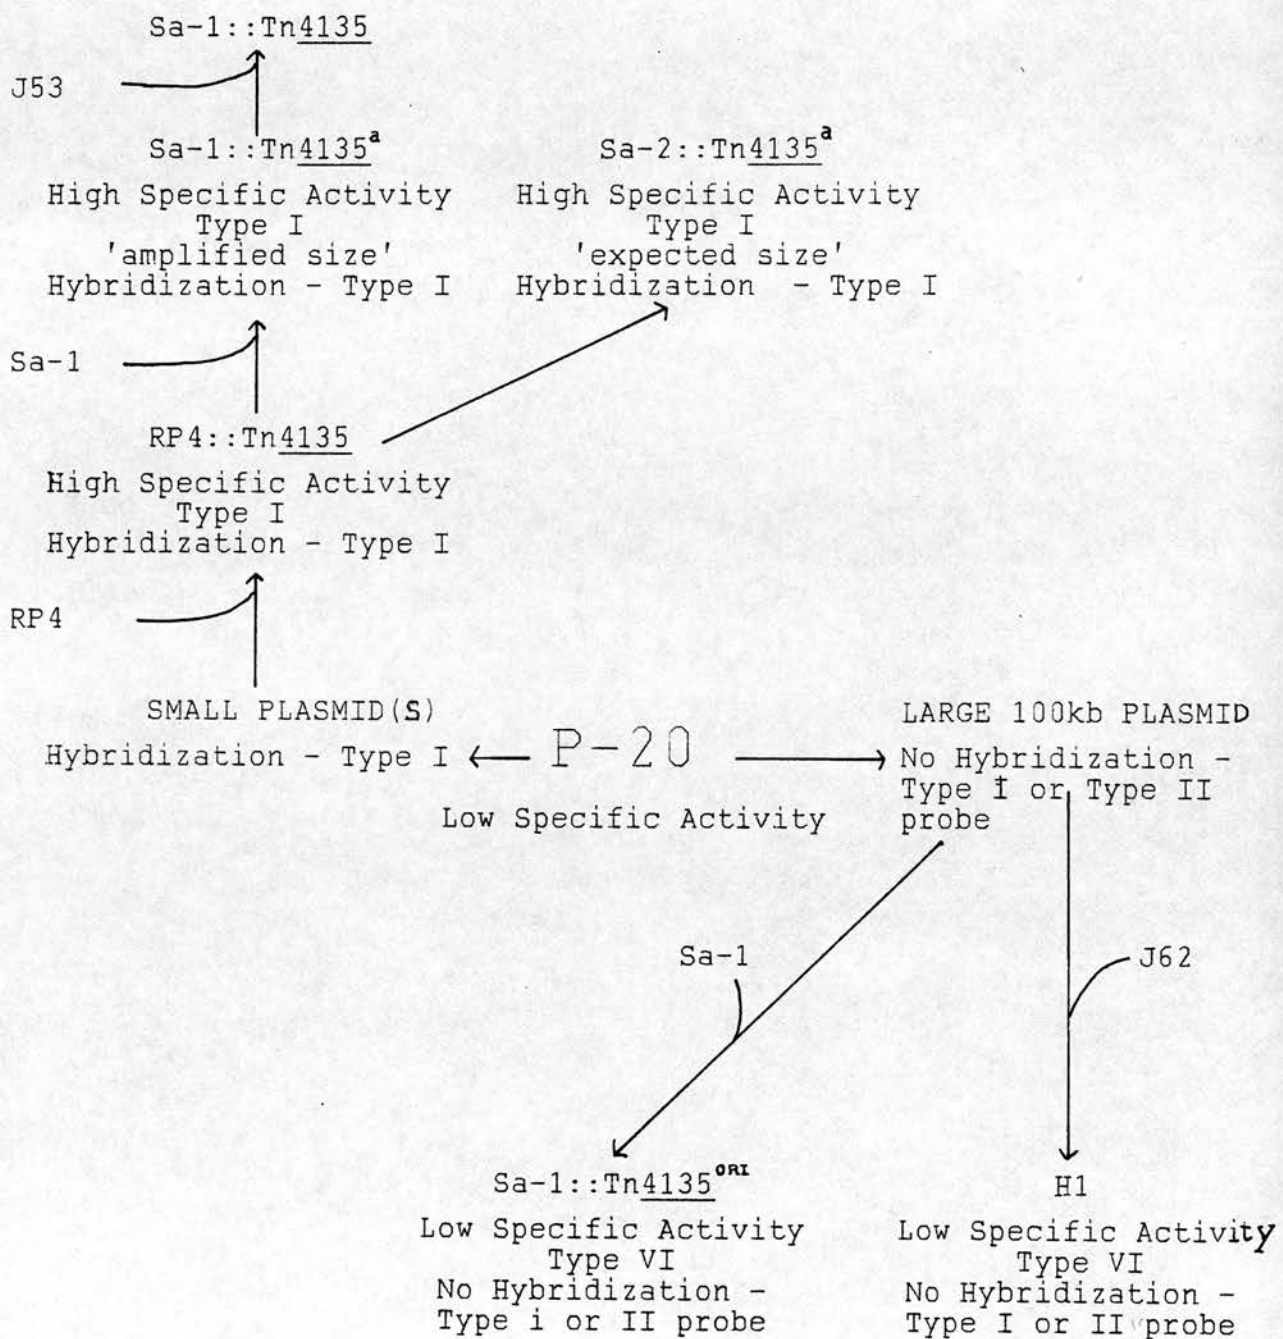 Sa-1::Tn4135
J53
Sa-1::Tn4135a
High Specific Activity
Type I
'amplified size'
Hybridization - Type I
Sa-2::Tn4135a
High Specific Activity
Type I
'expected size'
Hybridization - Type I
Sa-1
RP4::Tn4135
High Specific Activity
Type I
Hybridization - Type I
RP4
SMALL PLASMID(S)
Hybridization - Type I
P-20
Low Specific Activity
LARGE 100kb PLASMID
No Hybridization -
Type I or Type II
probe
Sa-1
J62
Sa-1::Tn4135ORI
Low Specific Activity
Type VI
No Hybridization -
Type i or II probe
H1
Low Specific Activity
Type VI
No Hybridization -
Type I or II probe